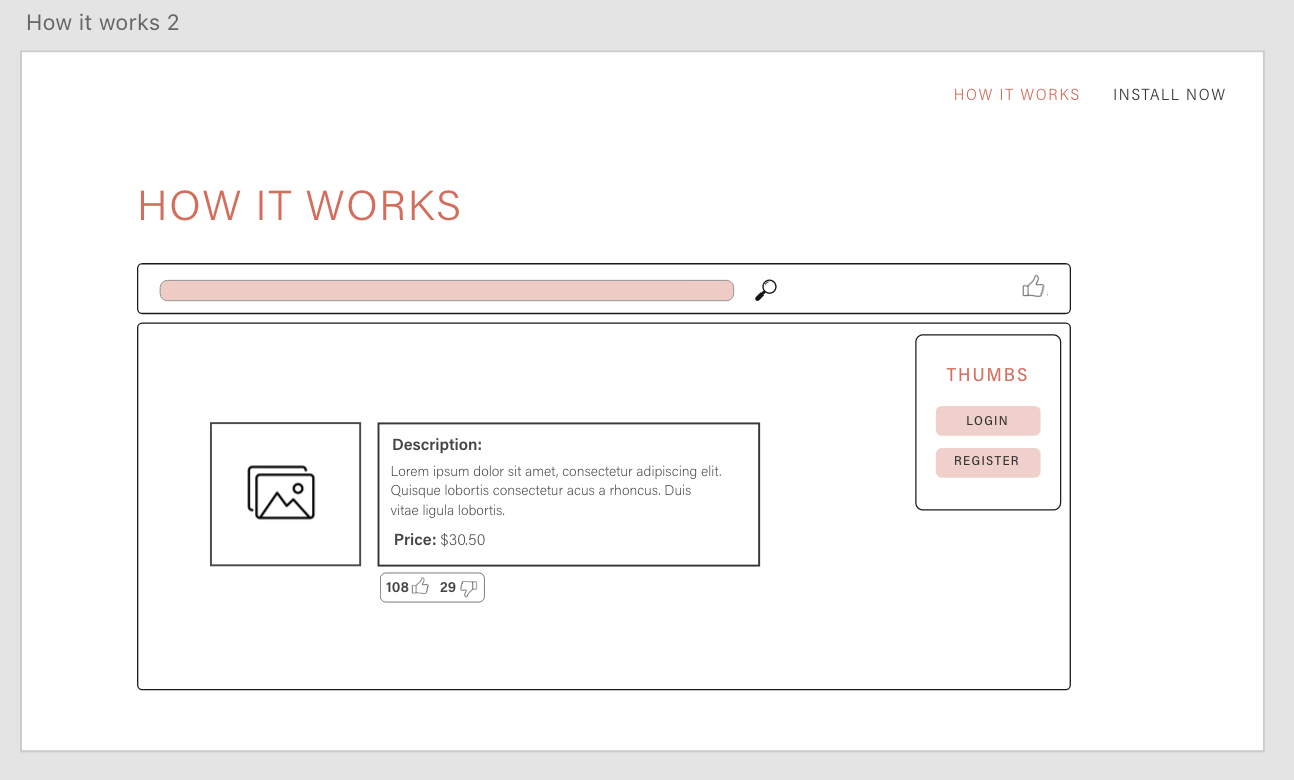 How it works 2
HOW IT WORKS
INSTALL NOW
HOW IT WORKS
THUMBS
LOGIN
REGISTER
Description:
Lorem ipsum dolor sit amet, consectetur adipiscing elit.
Quisque lobortis consectetur acus a rhoncus. Duis
vitae ligula lobortis.
Price: $30.50
108 29